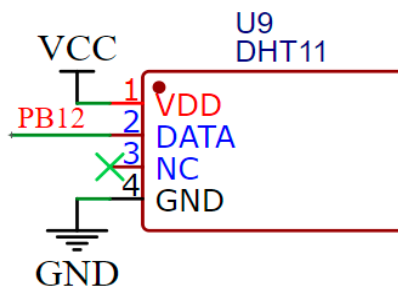 U9
DHT11
VCC
1 VDD
PB12 2 DATA
3 NC
4 GND
GND